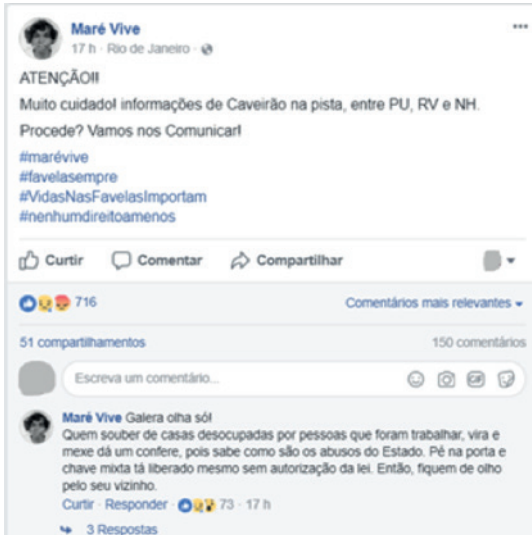 Maré Vive
17 h · Rio de Janeiro ·
ATENÇÃO!!
Muito cuidado! informações de Caveirão na pista, entre PU, RV e NH.
Procede? Vamos nos Comunicar!
#marévive
#favelasempre
#VidasNasFavelasImportam
#nenhumdireitoamenos
Curtir Comentar Compartilhar
716 Comentários mais relevantes
51 compartilhamentos 150 comentários
Escreva um comentário... GIF
Maré Vive Galera olha só!
Quem souber de casas desocupadas por pessoas que foram trabalhar, vira e
mexe dá um confere, pois sabe como são os abusos do Estado. Pé na porta e
chave mixta tá liberado mesmo sem autorização da lei. Então, fiquem de olho
pelo seu vizinho.
Curtir · Responder · 73 · 17 h
3 Respostas